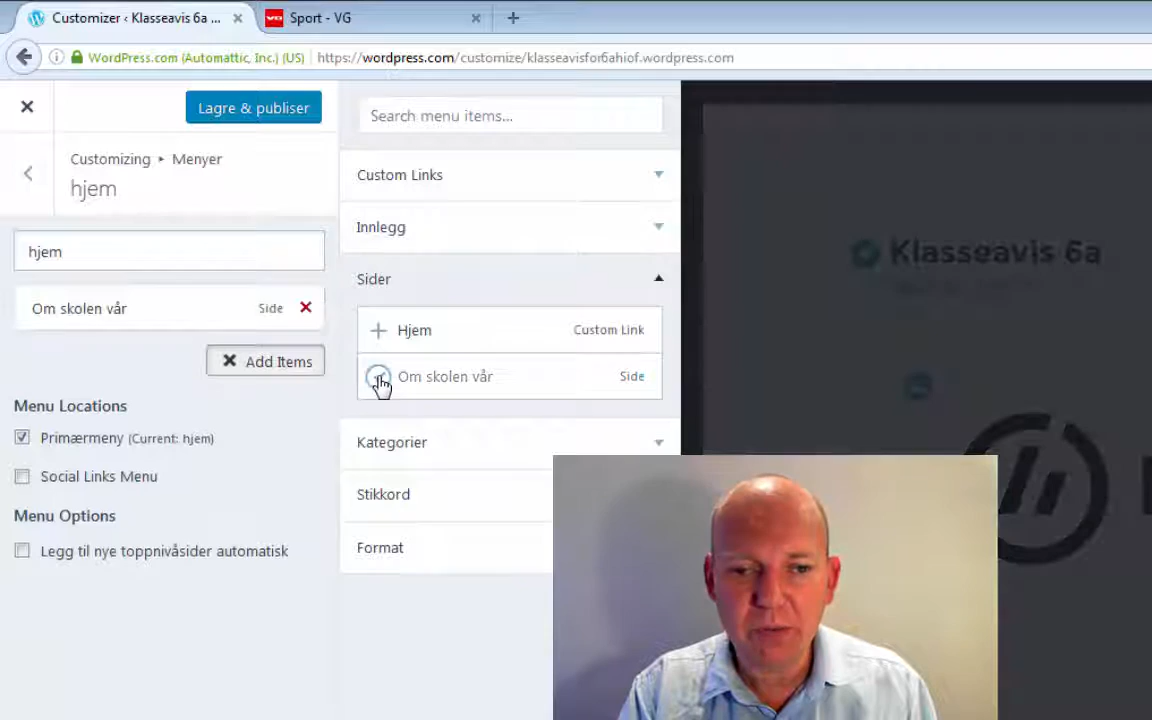 Customizer ‹ Klasseavis 6a ...
Sport - VG
WordPress.com (Automattic, Inc.) (US)
https://wordpress.com/customize/klasseavisfor6ahiof.wordpress.com
Lagre & publiser
Customizing ▸ Menyer
hjem
hjem
Om skolen vår Side
Add Items
Menu Locations
Primærmeny (Current: hjem)
Social Links Menu
Menu Options
Legg til nye toppnivåsider automatisk
Search menu items...
Custom Links
Innlegg
Sider
Hjem Custom Link
Om skolen vår Side
Kategorier
Stikkord
Format
Klasseavis 6a